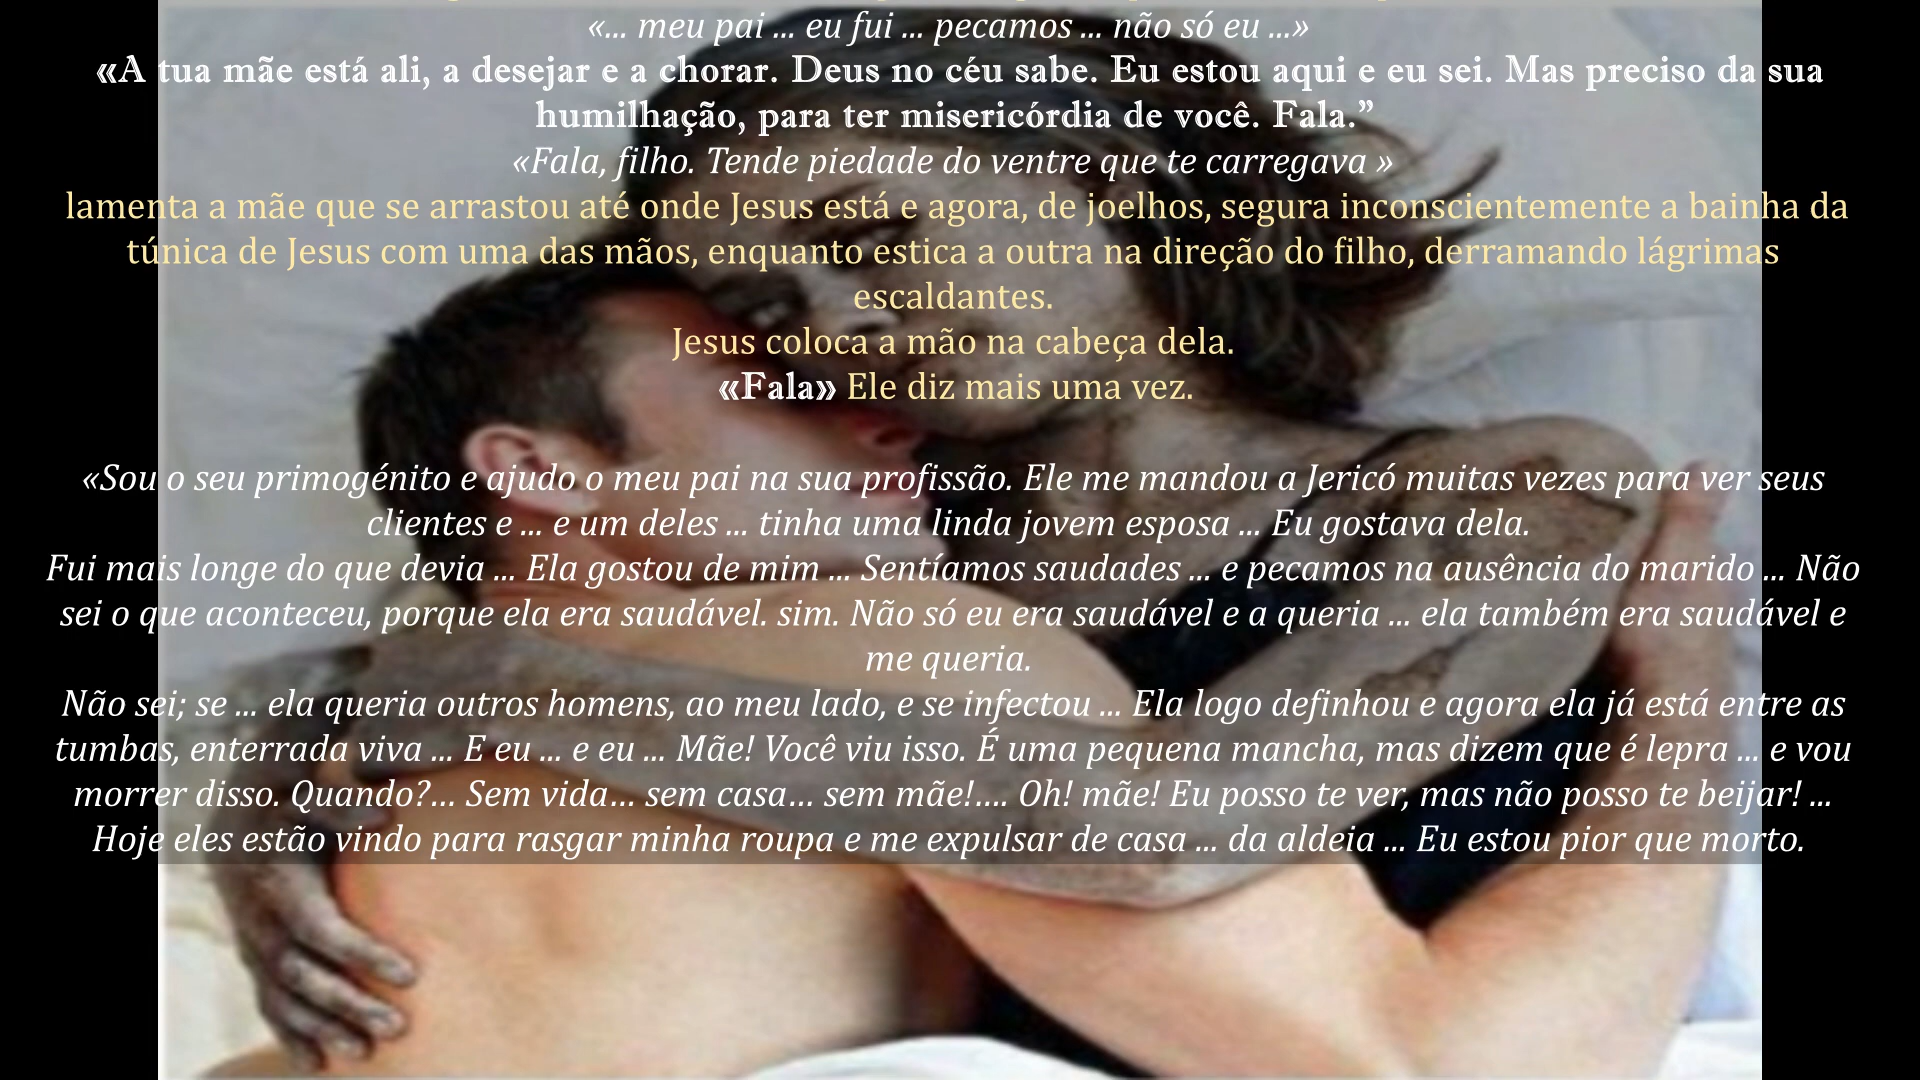 «... meu pai ... eu fui ... pecamos ... não só eu ...»
«A tua mãe está ali, a desejar e a chorar. Deus no céu sabe. Eu estou aqui e eu sei. Mas preciso da sua
humilhação, para ter misericórdia de você. Fala.”
«Fala, filho. Tende piedade do ventre que te carregava »
lamenta a mãe que se arrastou até onde Jesus está e agora, de joelhos, segura inconscientemente a bainha da
túnica de Jesus com uma das mãos, enquanto estica a outra na direção do filho, derramando lágrimas
escaldantes.
Jesus coloca a mão na cabeça dela.
«Fala» Ele diz mais uma vez.
«Sou o seu primogénito e ajudo o meu pai na sua profissão. Ele me mandou a Jericó muitas vezes para ver seus
clientes e ... e um deles ... tinha uma linda jovem esposa ... Eu gostava dela.
Fui mais longe do que devia ... Ela gostou de mim ... Sentíamos saudades ... e pecamos na ausência do marido ... Não
sei o que aconteceu, porque ela era saudável. sim. Não só eu era saudável e a queria ... ela também era saudável e
me queria.
Não sei; se ... ela queria outros homens, ao meu lado, e se infectou ... Ela logo definhou e agora ela já está entre as
tumbas, enterrada viva ... E eu ... e eu ... Mãe! Você viu isso. É uma pequena mancha, mas dizem que é lepra ... e vou
morrer disso. Quando?... Sem vida... sem casa... sem mãe!.... Oh! mãe! Eu posso te ver, mas não posso te beijar! ...
Hoje eles estão vindo para rasgar minha roupa e me expulsar de casa ... da aldeia ... Eu estou pior que morto.